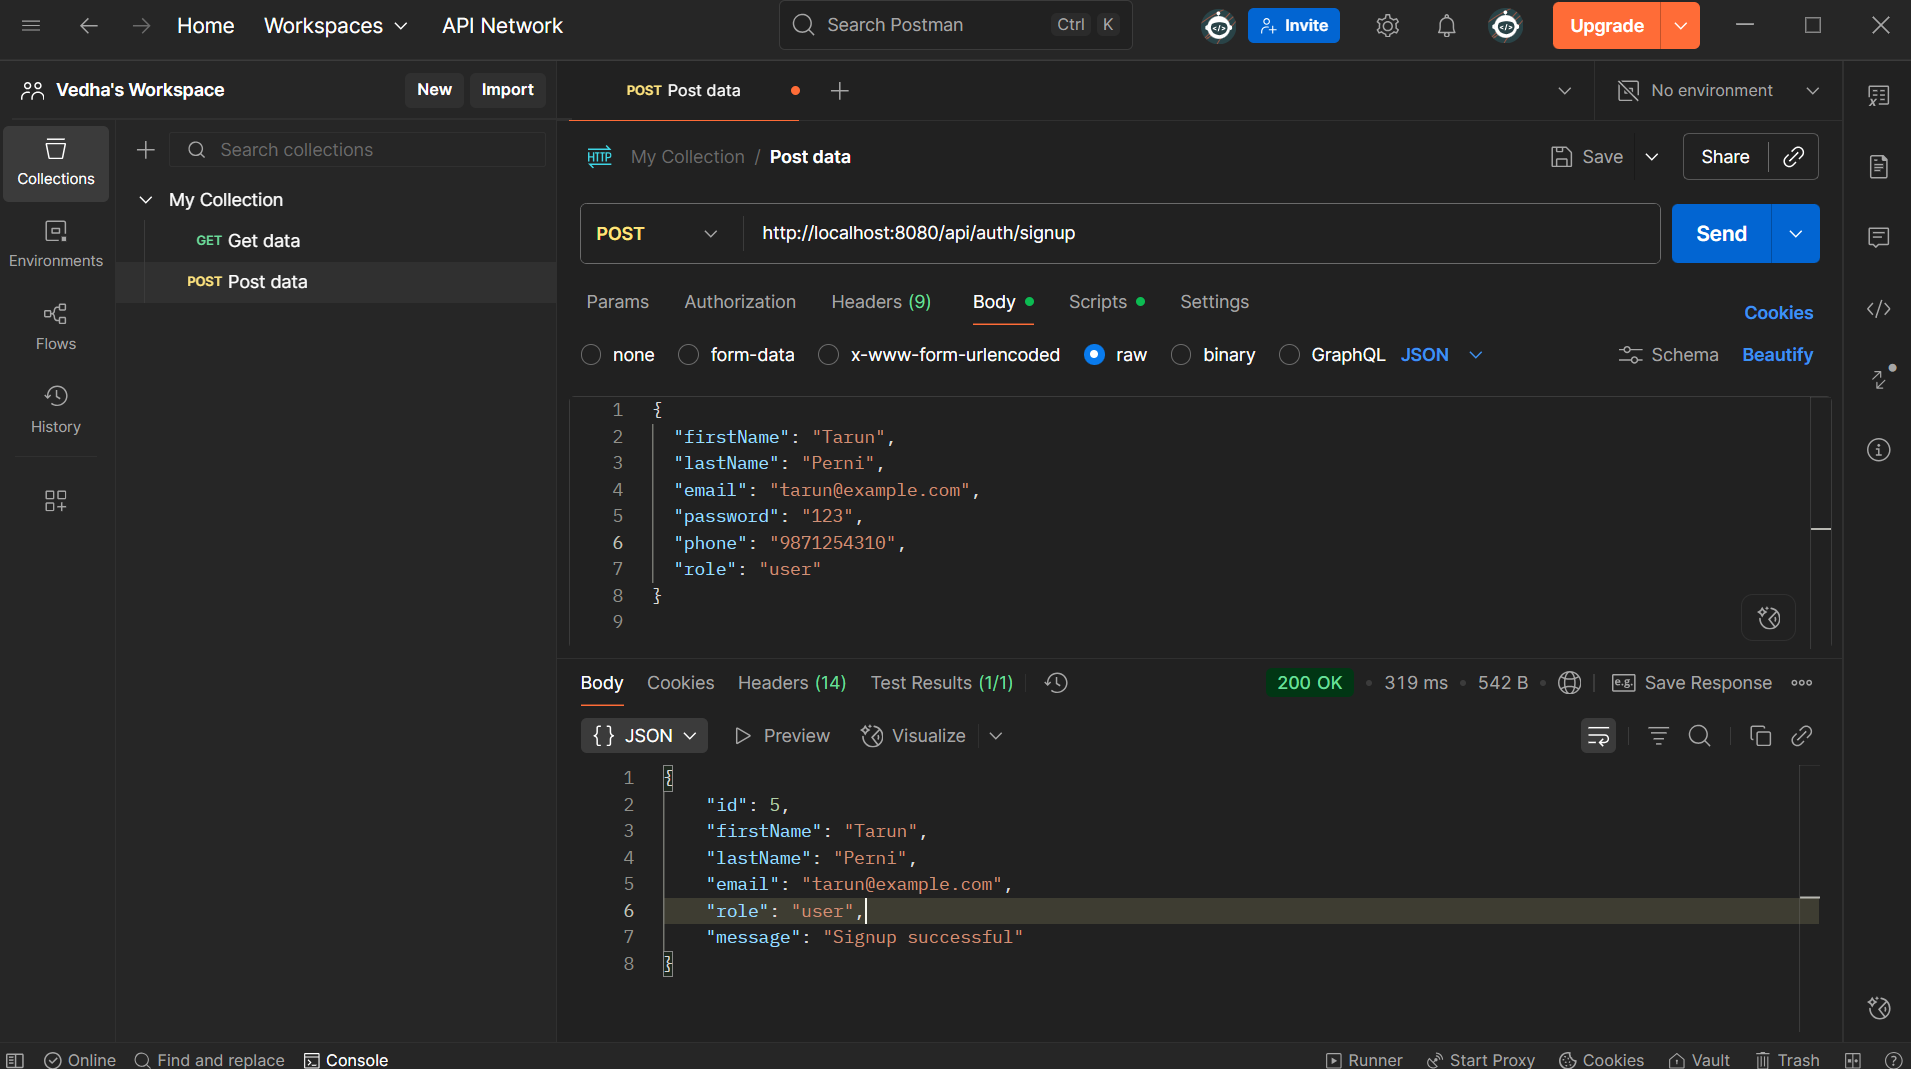 Home Workspaces API Network Search Postman Ctrl K Invite Upgrade
Vedha's Workspace New Import POST Post data No environment
Collections
Search collections
My Collection / Post data Save Share
My Collection
GET Get data
POST http://localhost:8080/api/auth/signup Send
Environments
POST Post data
Params Authorization Headers (9) Body Scripts Settings Cookies
Flows
none form-data x-www-form-urlencoded raw binary GraphQL JSON Schema Beautify
History
1 {
2 "firstName": "Tarun",
3 "lastName": "Perni",
4 "email": "tarun@example.com",
5 "password": "123",
6 "phone": "9871254310",
7 "role": "user"
8 }
9
Body Cookies Headers (14) Test Results (1/1) 200 OK • 319 ms • 542 B • e.g. Save Response
{ } JSON Preview Visualize
1 {
2 "id": 5,
3 "firstName": "Tarun",
4 "lastName": "Perni",
5 "email": "tarun@example.com",
6 "role": "user",
7 "message": "Signup successful"
8 }
Online Find and replace Console Runner Start Proxy Cookies Vault Trash